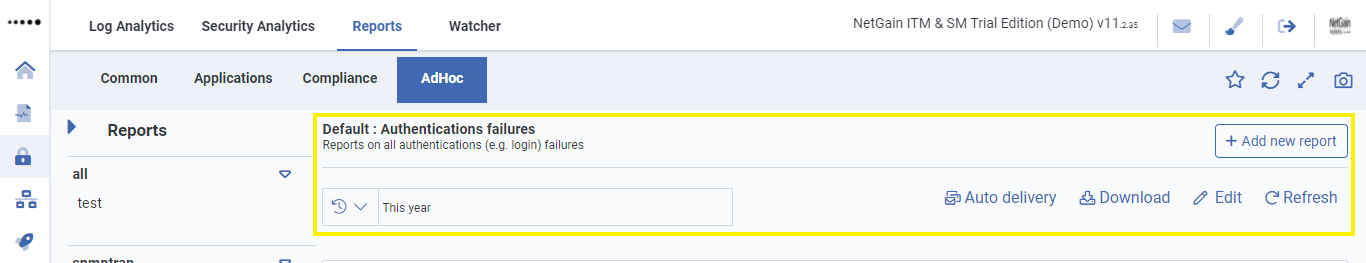 Log Analytics
Security Analytics
Reports
Watcher
NetGain ITM & SM Trial Edition (Demo) v11.2.35
NetGain
Common
Applications
Compliance
AdHoc
Reports
Default : Authentications failures
Reports on all authentications (e.g. login) failures
+ Add new report
all
test
This year
Auto delivery
Download
Edit
Refresh
snmptrap